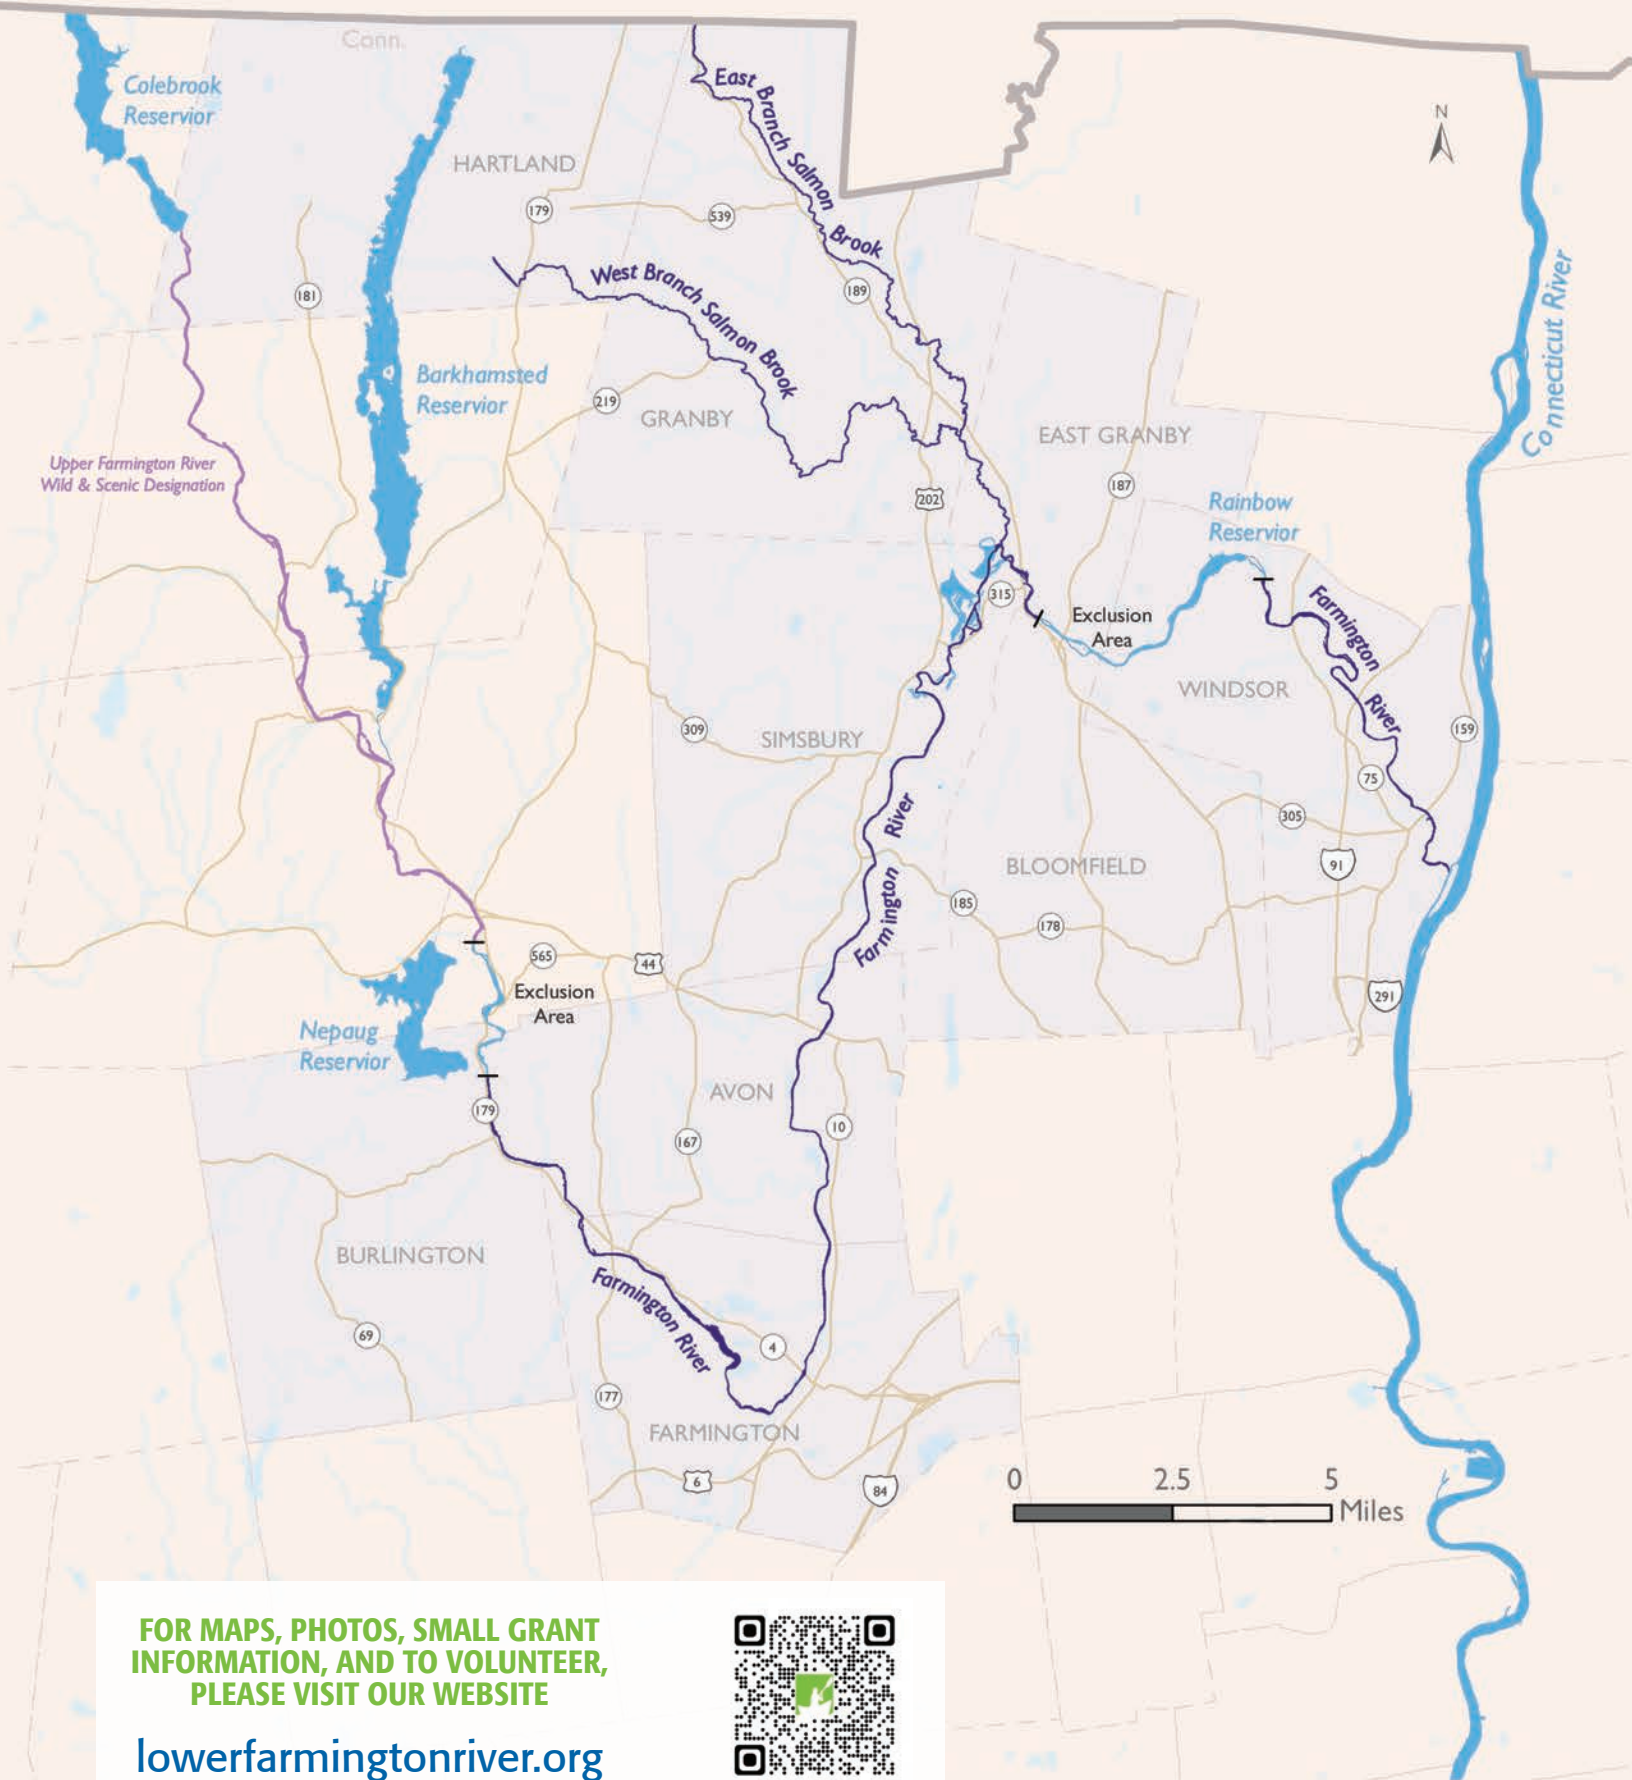 Conn.
Colebrook
Reservior
East Branch Salmon
Brook
N
HARTLAND
179
539
West Branch Salmon Brook
189
181
Connecticut River
Barkhamsted
Reservior
219
GRANBY
EAST GRANBY
Upper Farmington River
Wild & Scenic Designation
187
202
Rainbow
Reservior
315
Exclusion
Area
Farmington
River
WINDSOR
309
SIMSBURY
159
75
305
Farmington
River
91
BLOOMFIELD
185
178
565
44
Exclusion
Area
291
Nepaug
Reservior
AVON
179
10
167
BURLINGTON
Farmington River
69
4
177
FARMINGTON
6
84
0 2.5 5
Miles
FOR MAPS, PHOTOS, SMALL GRANT
INFORMATION, AND TO VOLUNTEER,
PLEASE VISIT OUR WEBSITE
lowerfarmingtonriver.org